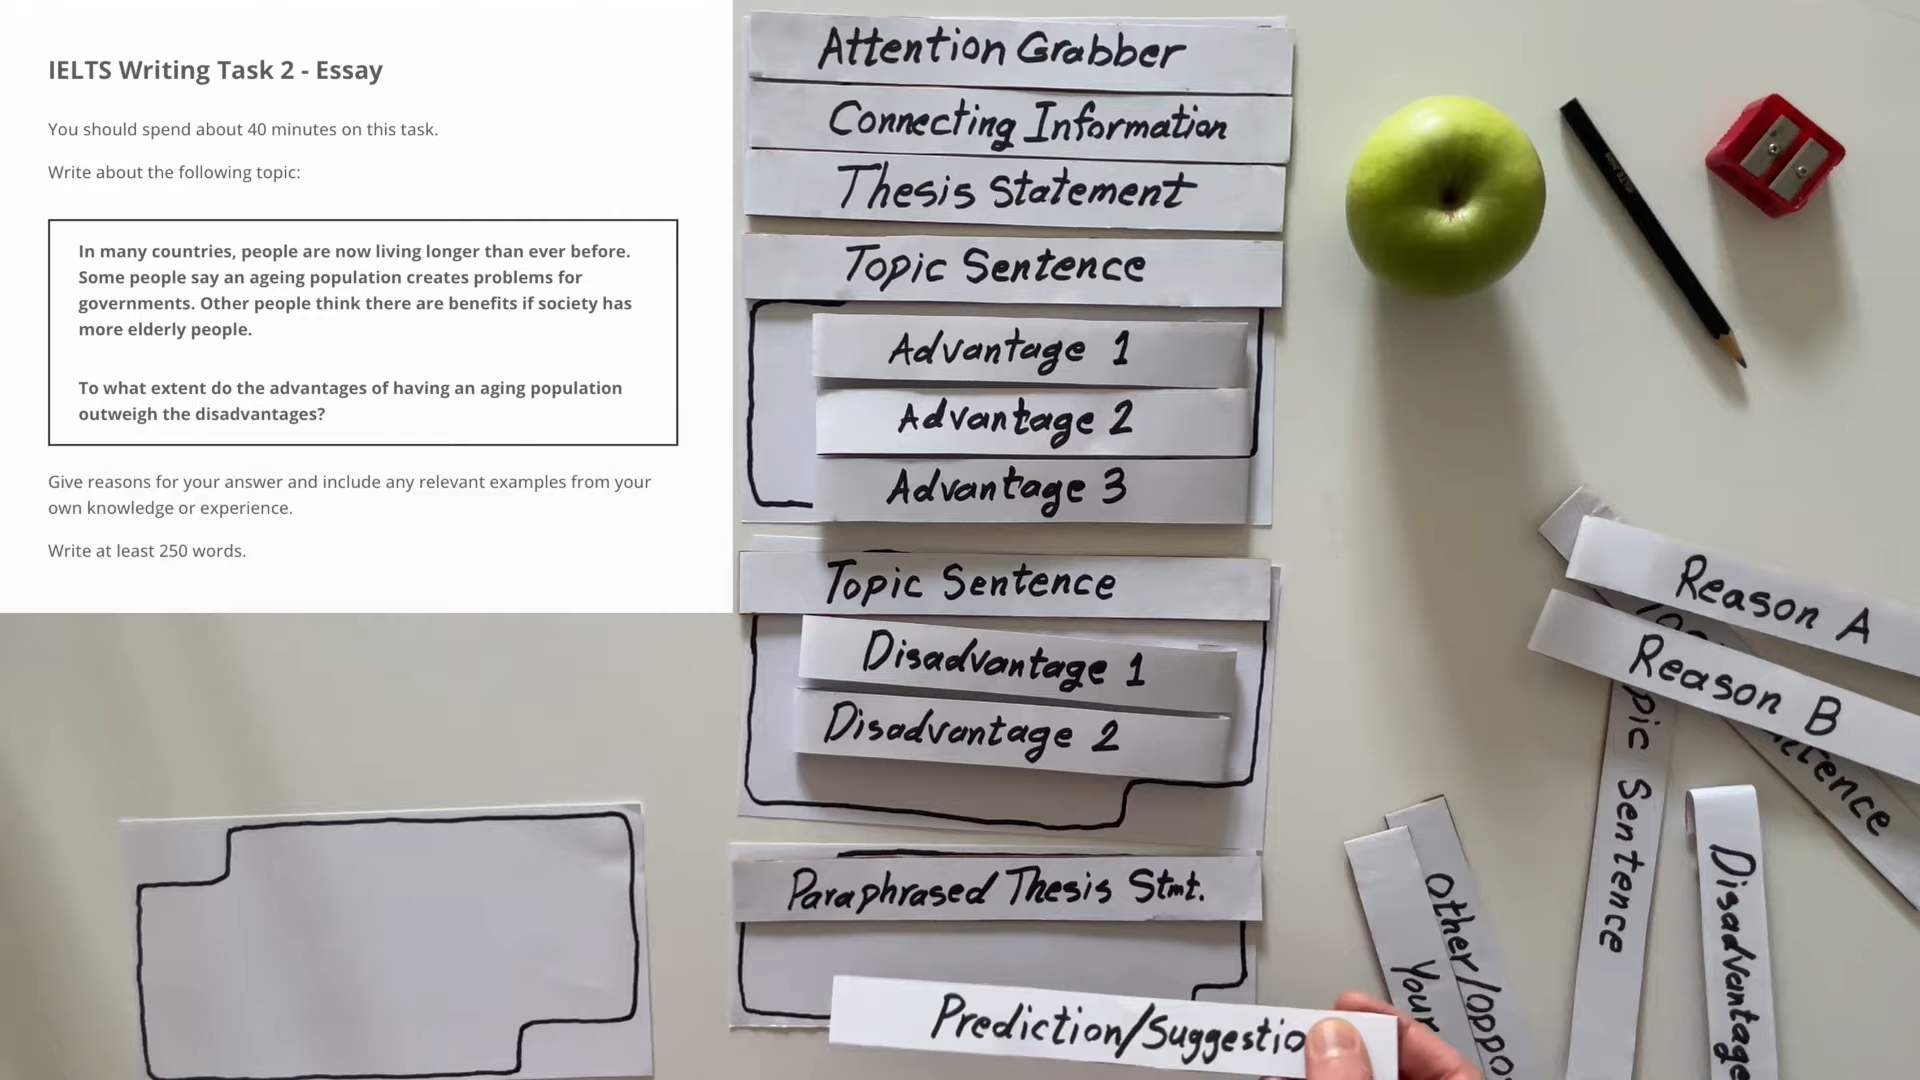 IELTS Writing Task 2 - Essay
You should spend about 40 minutes on this task.
Write about the following topic:
In many countries, people are now living longer than ever before.
Some people say an ageing population creates problems for
governments. Other people think there are benefits if society has
more elderly people.
To what extent do the advantages of having an aging population
outweigh the disadvantages?
Give reasons for your answer and include any relevant examples from your
own knowledge or experience.
Write at least 250 words.
Attention Grabber
Connecting Information
Thesis Statement
Topic Sentence
Advantage 1
Advantage 2
Advantage 3
Topic Sentence
Disadvantage 1
Disadvantage 2
Paraphrased Thesis Stmt.
Prediction/Suggestio
Reason A
Reason B
pic Sentence
tence
Disadvantage
Other/oppo
Your